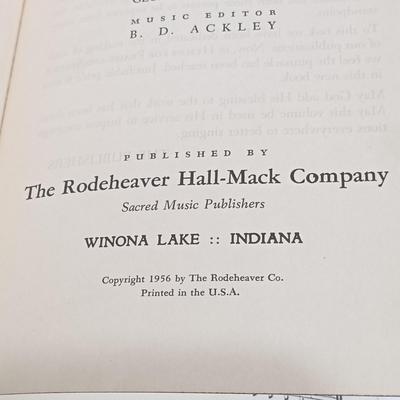 MUSIC EDITOR
B. D. ACKLEY
PUBLISHED BY
The Rodeheaver Hall-Mack Company
Sacred Music Publishers
WINONA LAKE :: INDIANA
Copyright 1956 by The Rodeheaver Co.
Printed in the U.S.A.